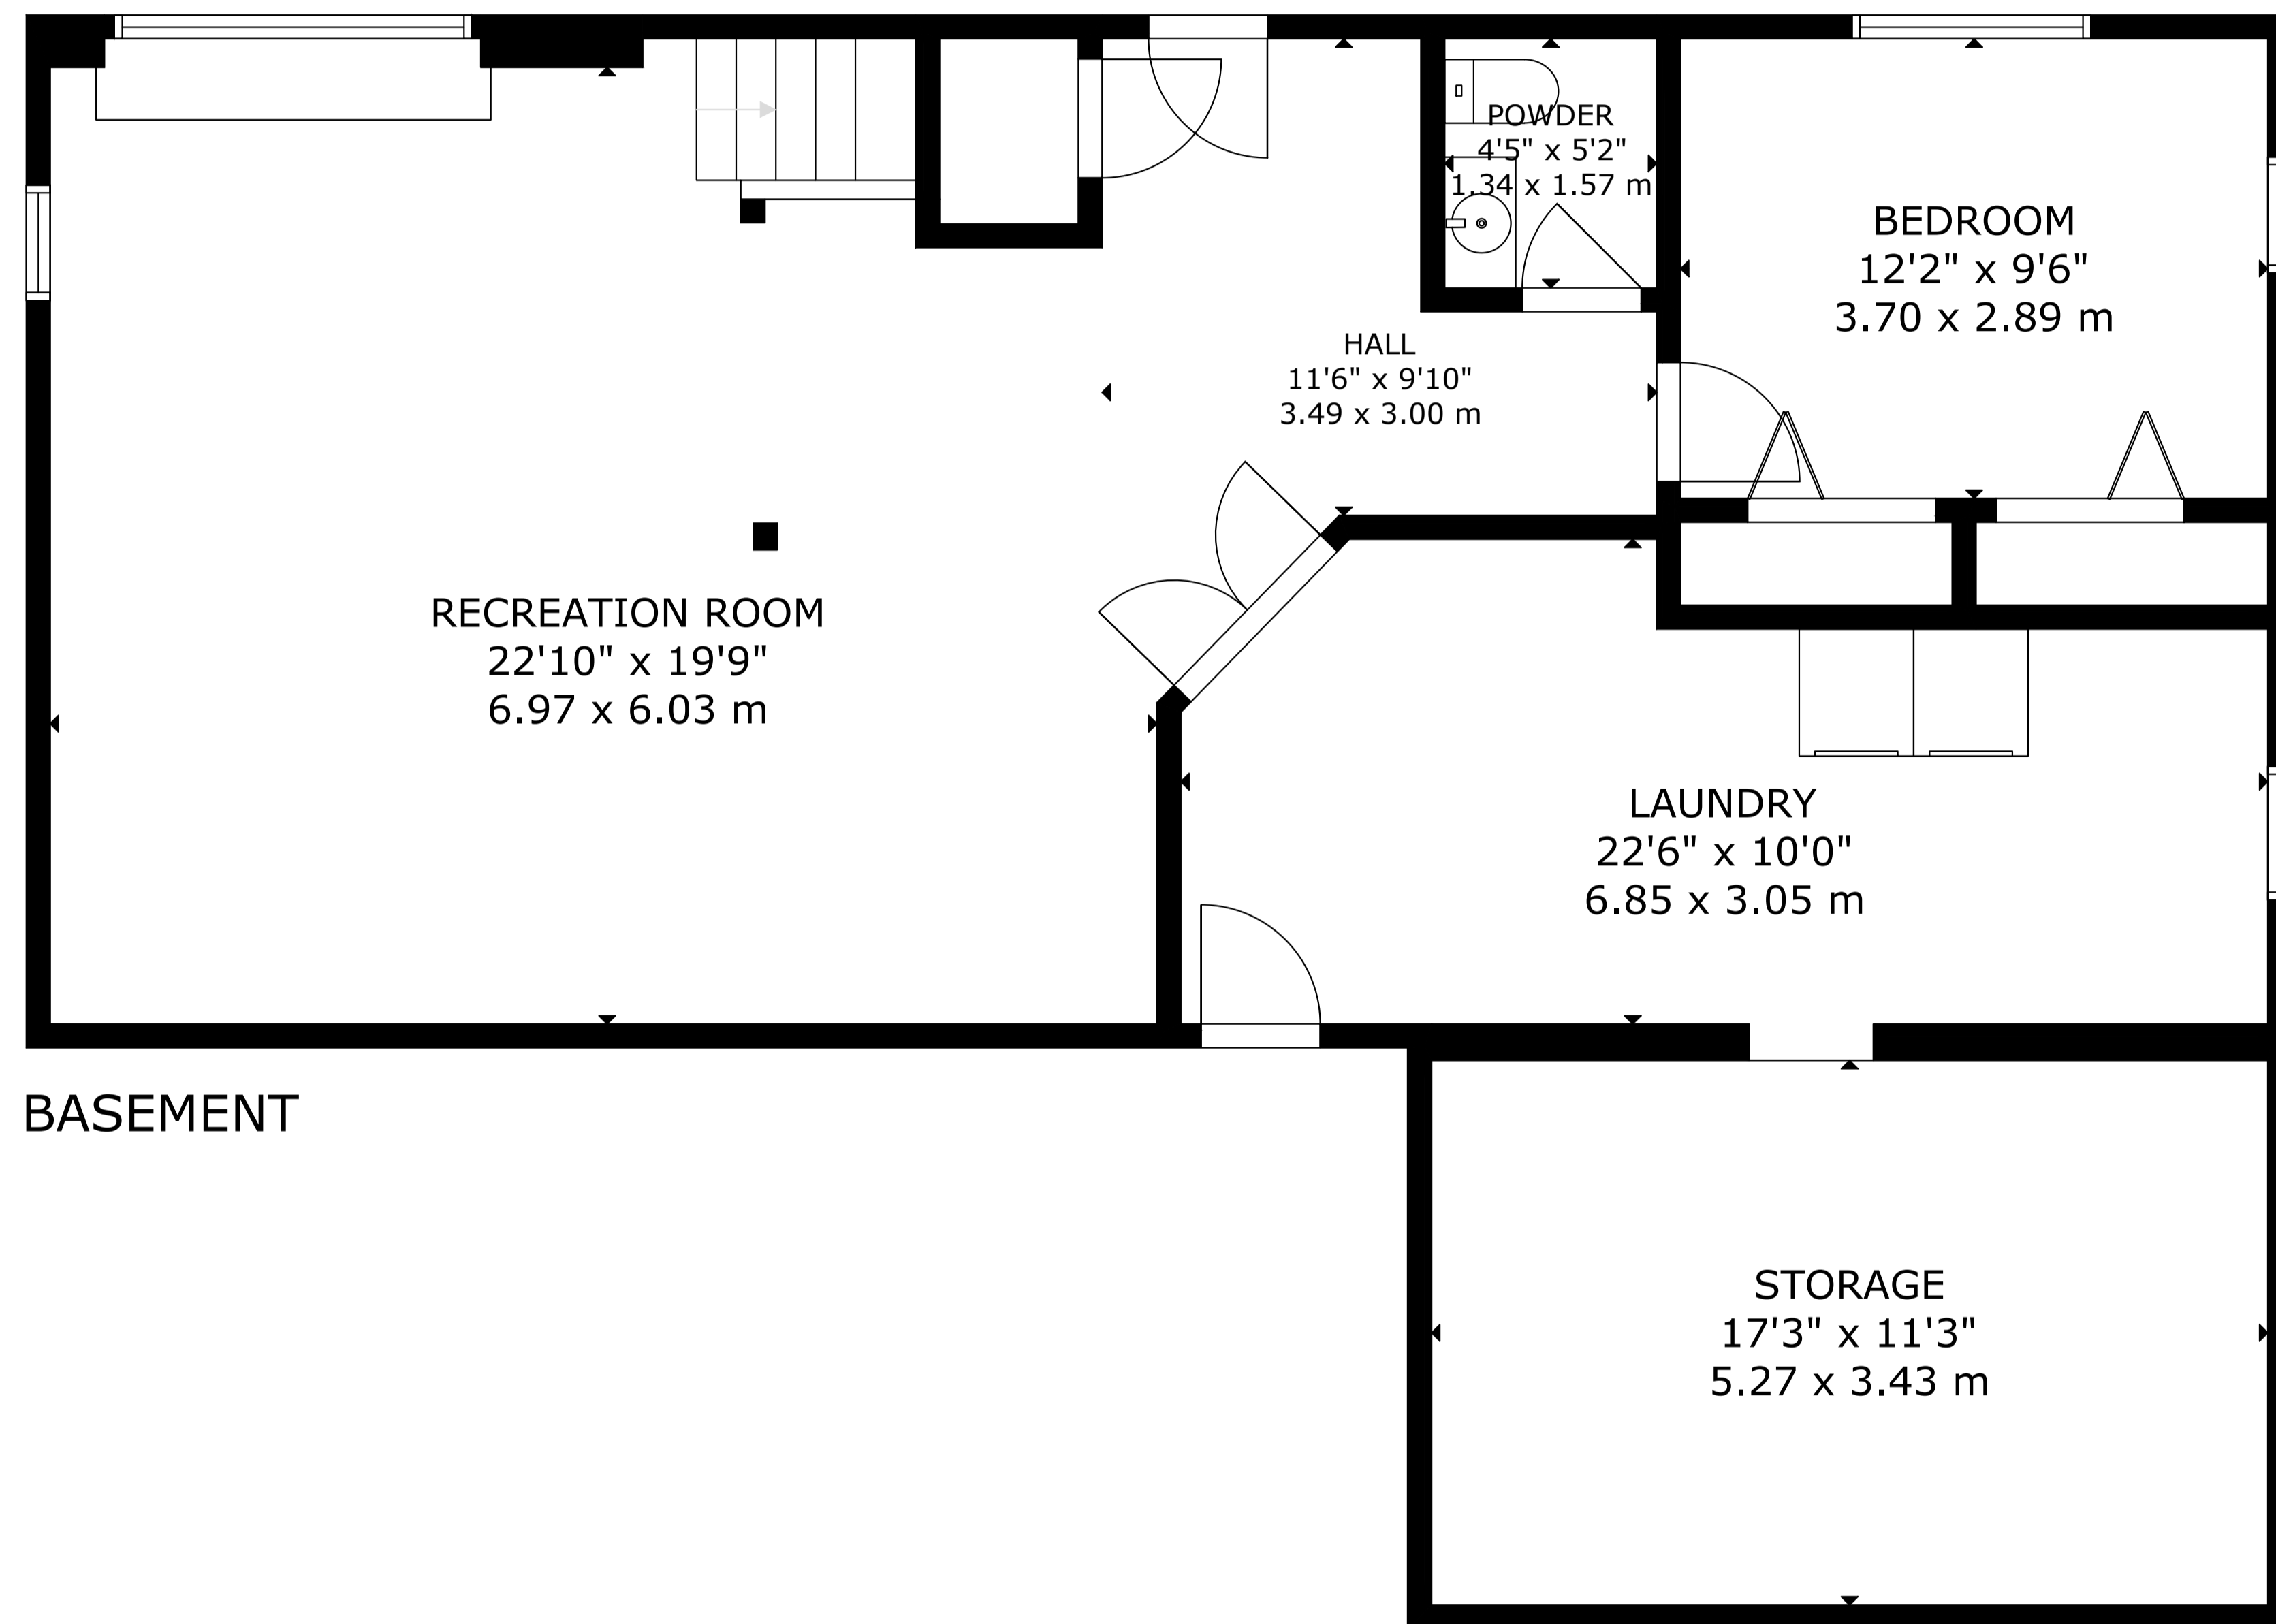 POWDER
4'5" x 5'2"
1.34 x 1.57 m
BEDROOM
12'2" x 9'6"
3.70 x 2.89 m
HALL
11'6" x 9'10"
3.49 x 3.00 m
RECREATION ROOM
22'10" x 19'9"
6.97 x 6.03 m
LAUNDRY
22'6" x 10'0"
6.85 x 3.05 m
BASEMENT
STORAGE
17'3" x 11'3"
5.27 x 3.43 m